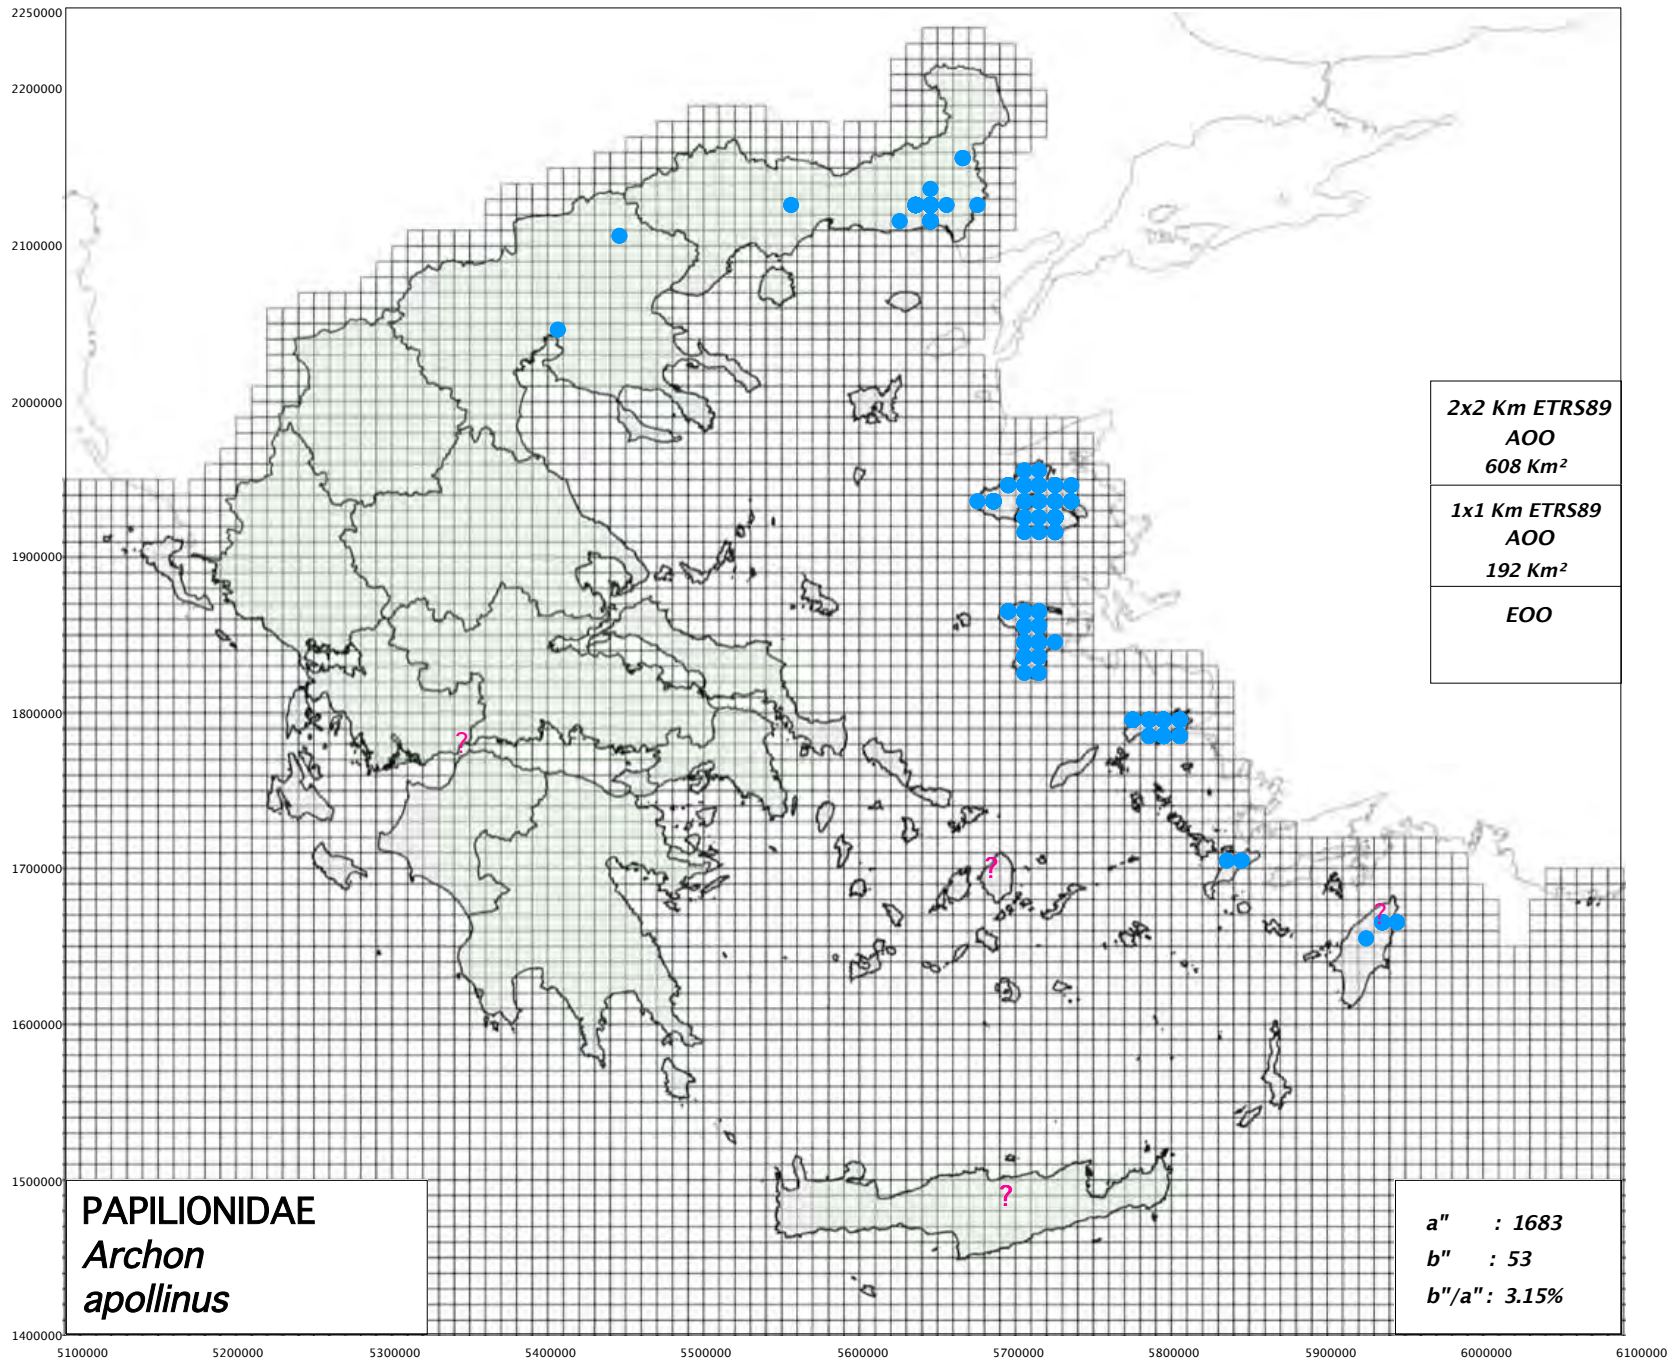 2250000
2200000
2100000
2000000
1900000
1800000
1700000
1600000
1500000
1400000
2x2 Km ETRS89
AOO
608 Km²
1x1 Km ETRS89
AOO
192 Km²
EOO
?
?
?
?
PAPILIONIDAE
Archon
apollinus
a" : 1683
b" : 53
b"/a" : 3.15%
5100000 5200000 5300000 5400000 5500000 5600000 5700000 5800000 5900000 6000000 6100000